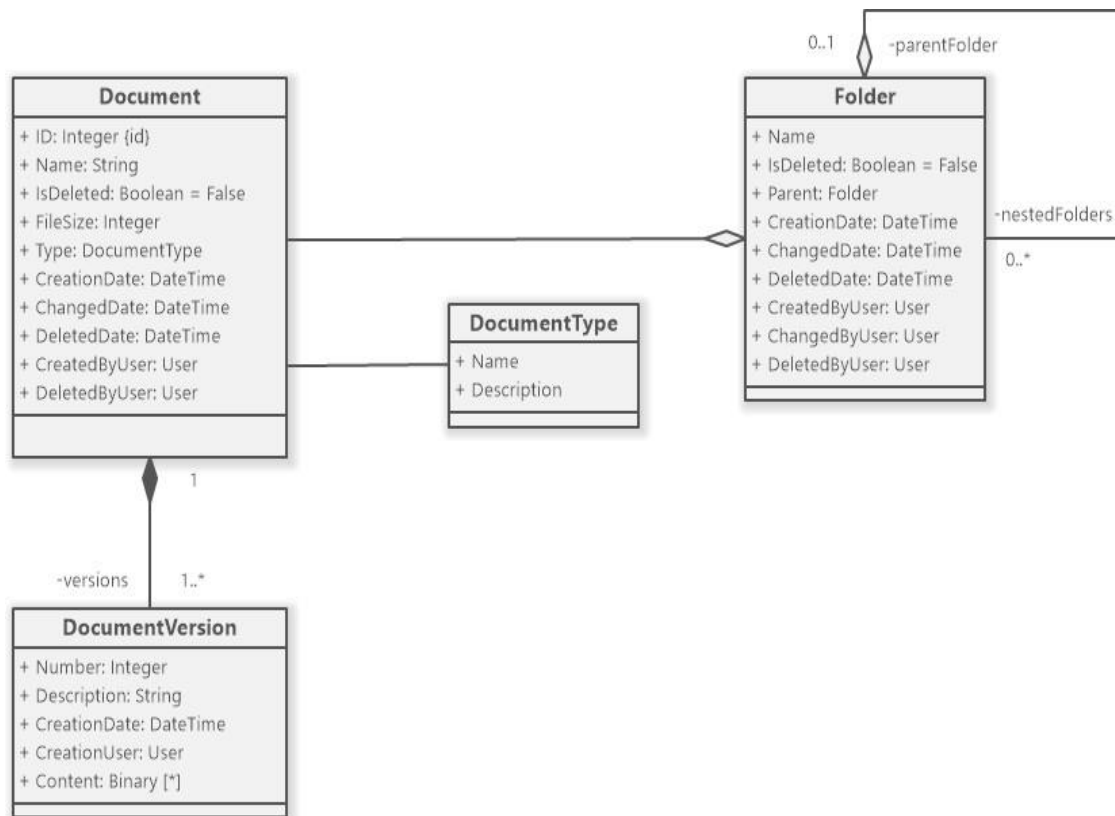 0..1
-parentFolder
Document
+ ID: Integer {id}
+ Name: String
+ IsDeleted: Boolean = False
+ FileSize: Integer
+ Type: DocumentType
+ CreationDate: DateTime
+ ChangedDate: DateTime
+ DeletedDate: DateTime
+ CreatedByUser: User
+ DeletedByUser: User
Folder
+ Name
+ IsDeleted: Boolean = False
+ Parent: Folder
+ CreationDate: DateTime
+ ChangedDate: DateTime
+ DeletedDate: DateTime
+ CreatedByUser: User
+ ChangedByUser: User
+ DeletedByUser: User
-nestedFolders
0..*
DocumentType
+ Name
+ Description
1
-versions
1..*
DocumentVersion
+ Number: Integer
+ Description: String
+ CreationDate: DateTime
+ CreationUser: User
+ Content: Binary [*]